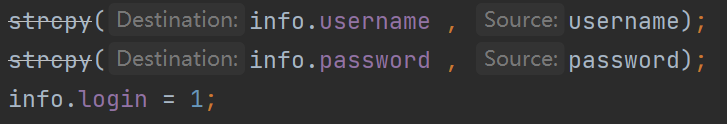 strcpy( Destination: info.username , Source: username);
strcpy( Destination: info.password , Source: password);
info.login = 1;